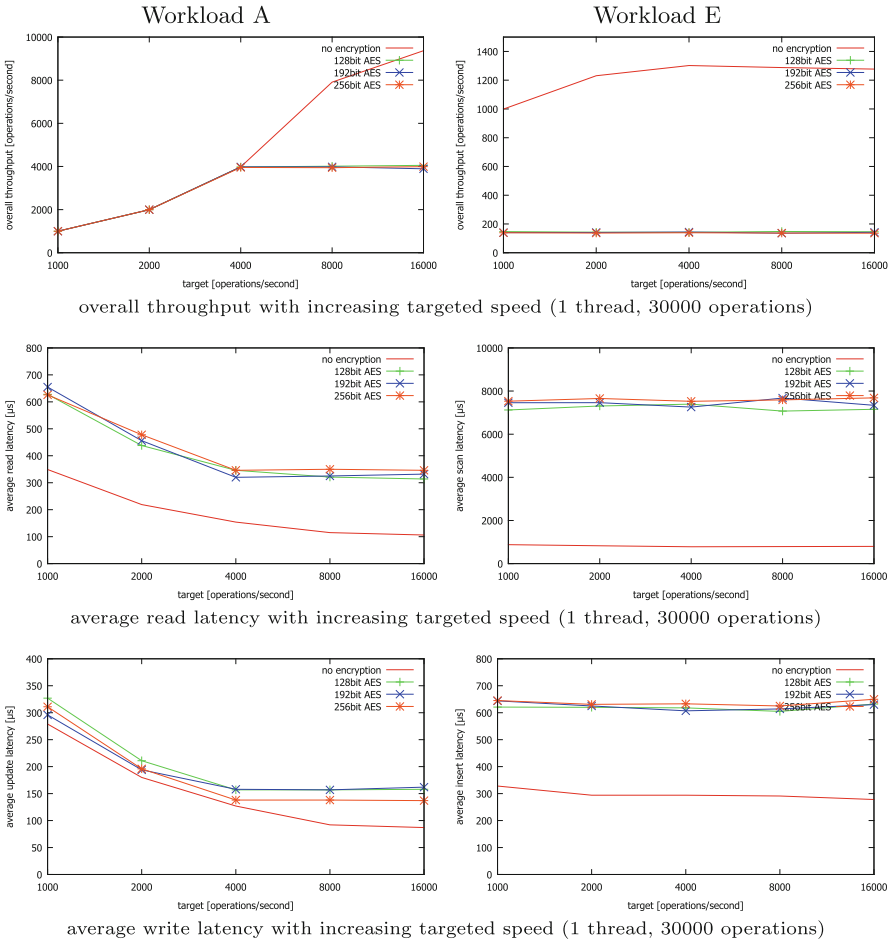 Workload A
Workload E
10000
8000
6000
4000
2000
0
overall throughput [operations/second]
no encryption
128bit AES
192bit AES
256bit AES
1000 2000 4000 8000 16000
target [operations/second]
1400
1200
1000
800
600
400
200
0
overall throughput [operations/second]
no encryption
128bit AES
192bit AES
256bit AES
1000 2000 4000 8000 16000
target [operations/second]
overall throughput with increasing targeted speed (1 thread, 30000 operations)
800
700
600
500
400
300
200
100
0
average read latency [µs]
no encryption
128bit AES
192bit AES
256bit AES
1000 2000 4000 8000 16000
target [operations/second]
10000
8000
6000
4000
2000
0
average scan latency [µs]
no encryption
128bit AES
192bit AES
256bit AES
1000 2000 4000 8000 16000
target [operations/second]
average read latency with increasing targeted speed (1 thread, 30000 operations)
400
350
300
250
200
150
100
50
0
average update latency [µs]
no encryption
128bit AES
192bit AES
256bit AES
1000 2000 4000 8000 16000
target [operations/second]
800
700
600
500
400
300
200
100
0
average insert latency [µs]
no encryption
128bit AES
192bit AES
256bit AES
1000 2000 4000 8000 16000
target [operations/second]
average write latency with increasing targeted speed (1 thread, 30000 operations)